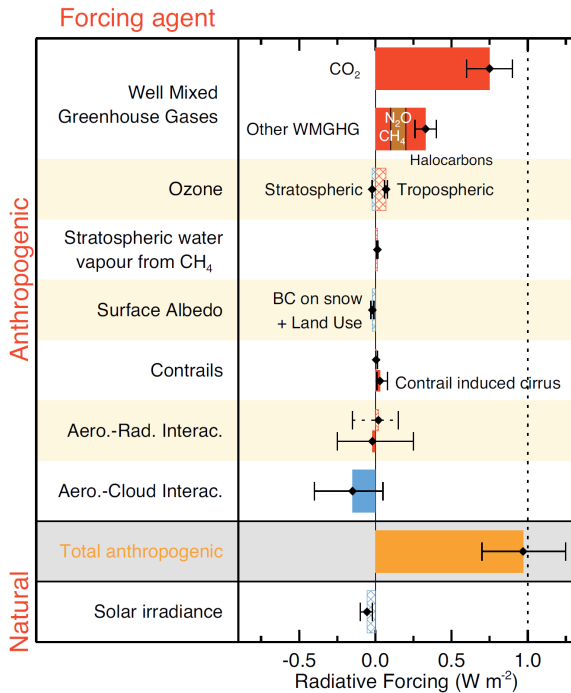 Forcing agent
Anthropogenic
Natural
Well Mixed
Greenhouse Gases
CO₂
Other WMGHG
N₂O
CH₄
Halocarbons
Ozone
Stratospheric
Tropospheric
Stratospheric water
vapour from CH₄
Surface Albedo
BC on snow
+ Land Use
Contrails
Contrail induced cirrus
Aero.-Rad. Interac.
Aero.-Cloud Interac.
Total anthropogenic
Solar irradiance
-0.5 0.0 0.5 1.0
Radiative Forcing (W m⁻²)